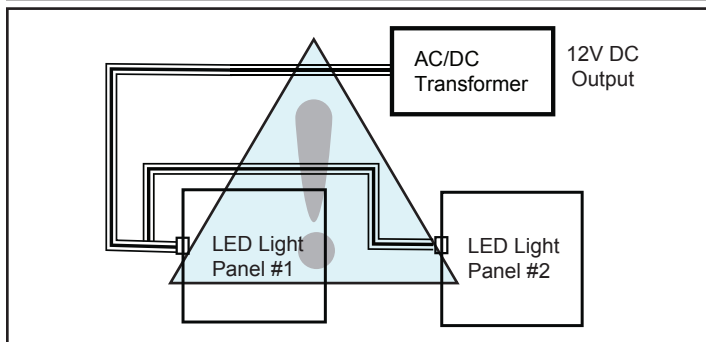 AC/DC
Transformer
12V DC
Output
LED Light
Panel #1
LED Light
Panel #2